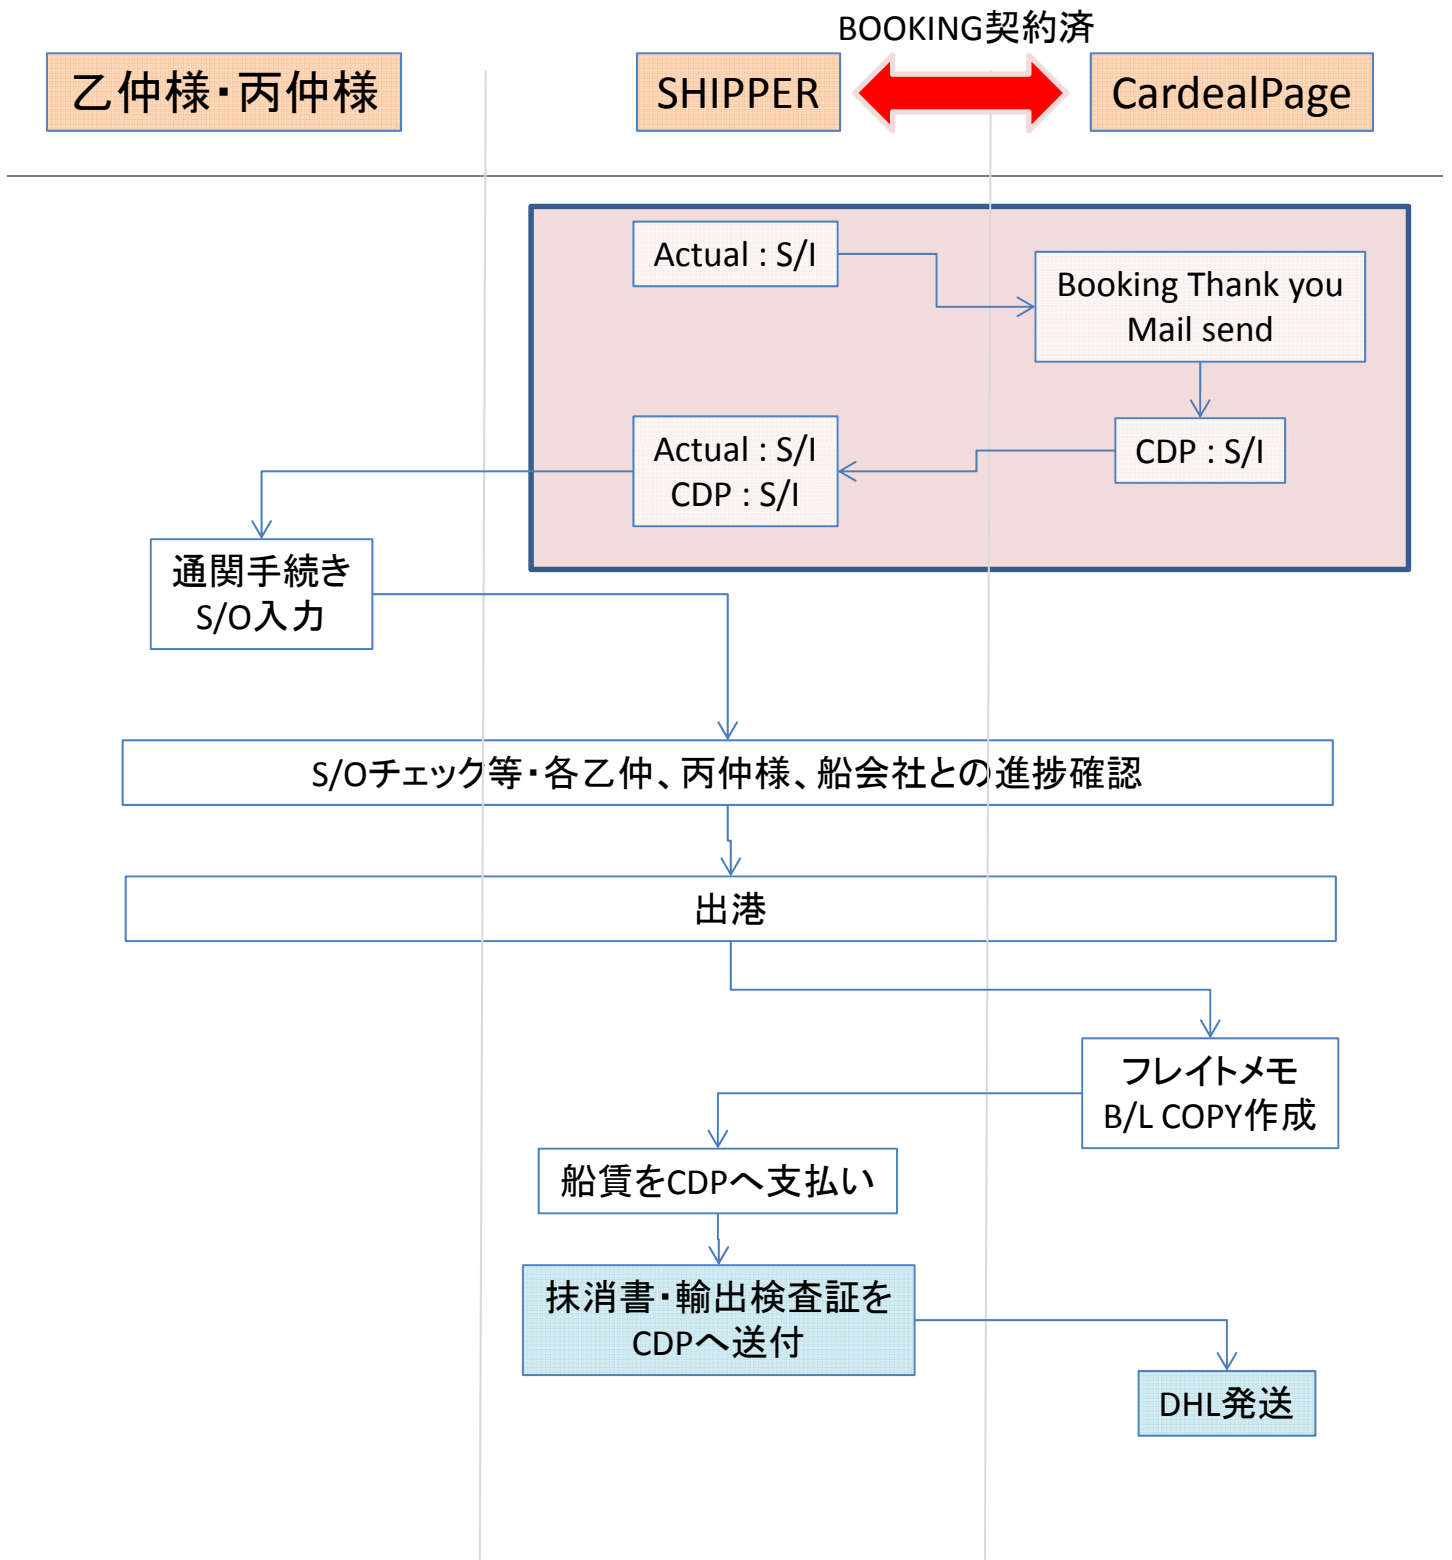 BOOKING契約済
乙仲様・丙仲様
SHIPPER
CardealPage
Actual : S/I
Booking Thank you
Mail send
CDP : S/I
Actual : S/I
CDP : S/I
通関手続き
S/O入力
S/Oチェック等・各乙仲、丙仲様、船会社との進捗確認
出港
フレイトメモ
B/L COPY作成
船賃をCDPへ支払い
抹消書・輸出検査証を
CDPへ送付
DHL発送